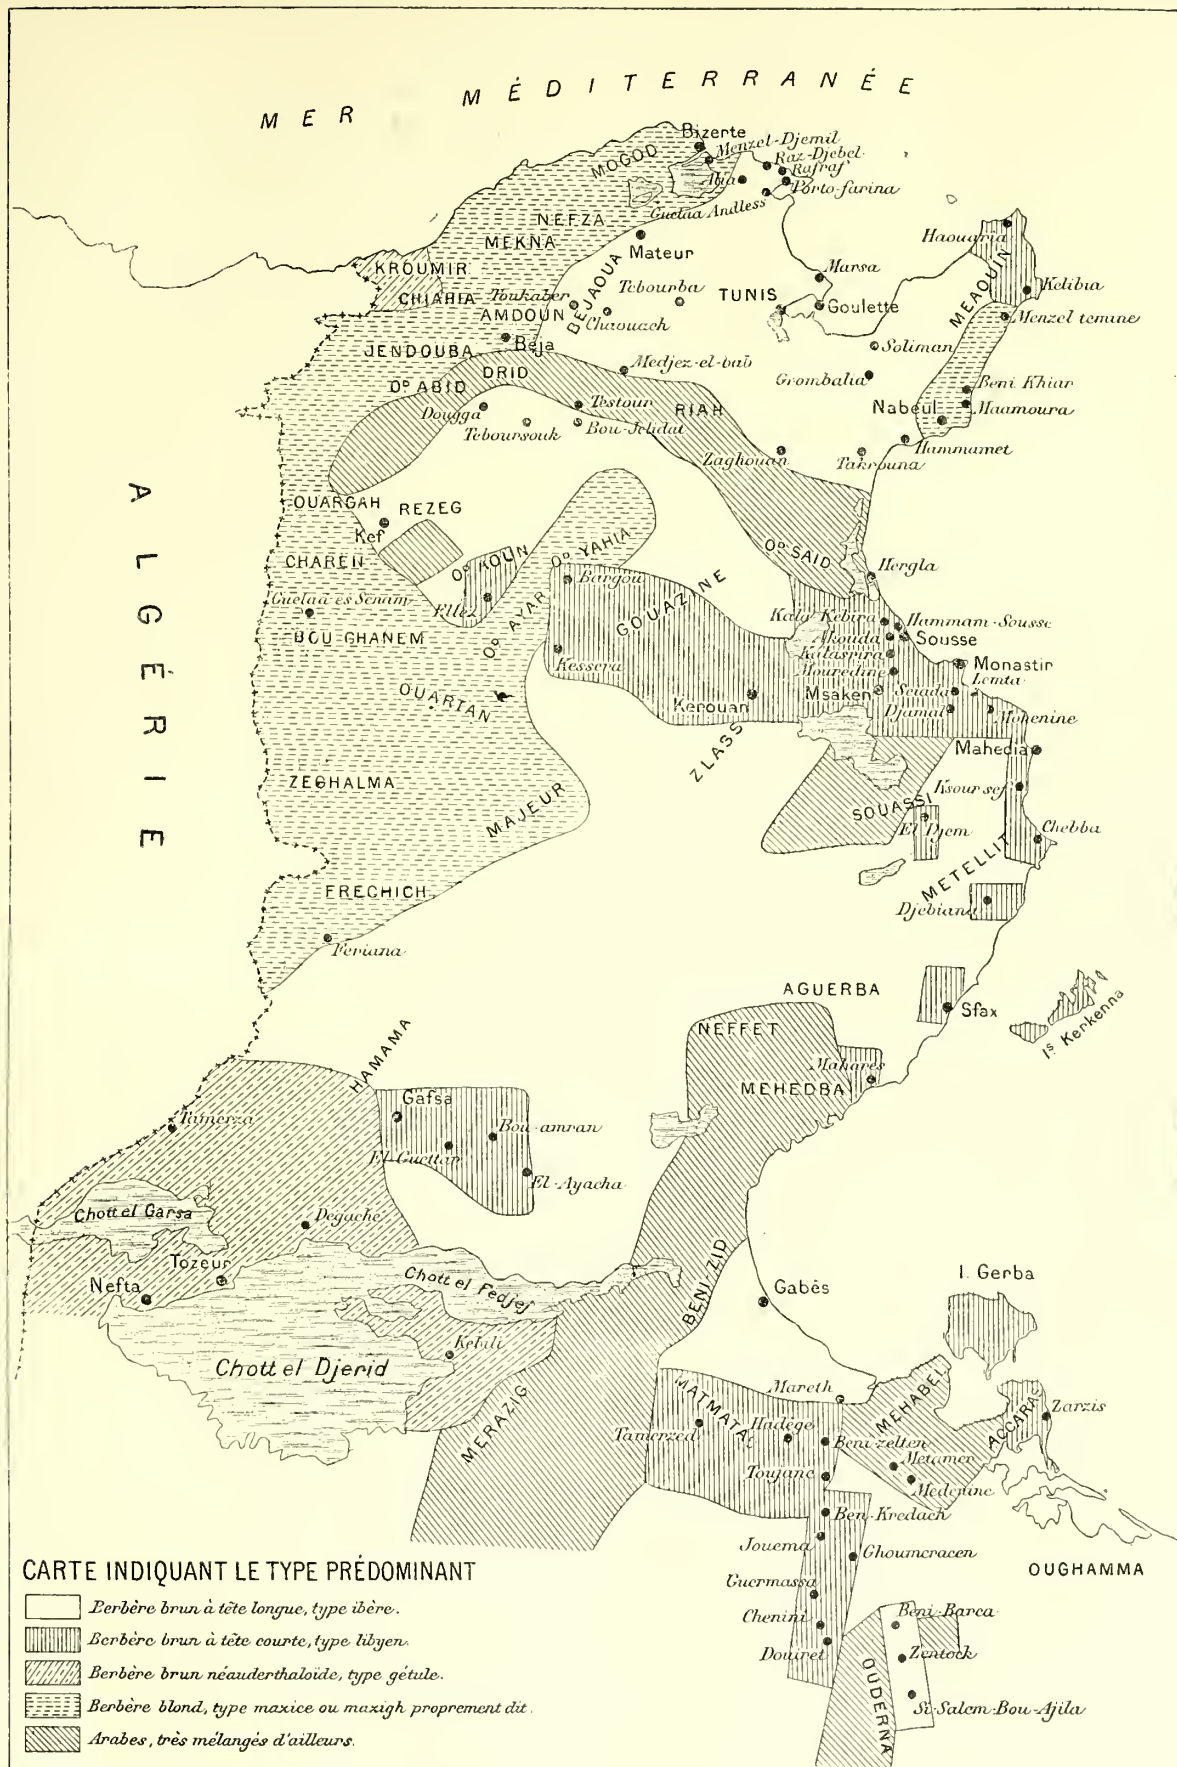 MER MÉDITERRANÉE
Bizerte
Menzel-Djemil
MOGOD
Raz-Djebel
Rafraf
Alia
Porto-farina
Guelaa Andless
NEFZA
MEKNA
Mateur
Haouaria
KROUMIR
BEJAOUA
Marsa
MEAOUIN
Kelibia
CHIAHIA
Toukaber
Tebourba
TUNIS
Goulette
AMDOUN
Chaouach
Menzel temine
JENDOUBA
Béja
Soliman
Medjez-el-bab
DRID
Grombalia
Oᵈ ABID
Beni Khiar
Dougga
Testour
RIAH
Nabeul
Maamoura
Teboursouk
Bou-Jelidat
Hammamet
Zaghouan
Takrouna
ALGÉRIE
OUARGAH
REZEG
Kef
Oᵈ AOUN
Oᵈ YAHIA
Oᵈ SAID
CHAREN
Hergla
Bargou
GOUAZINE
Guelaa es Senam
Ellez
Oᵈ AYAR
Kala Kebira
Hammam-Sousse
BOU GHANEM
Akouda
Sousse
Kessera
Kalasrira
Monastir
Mouredine
Lemta
OUARTAN
Kerouan
Msaken
Seiada
Djamal
Mokenine
ZLASS
Mahedia
ZEGHALMA
Ksour sef
MAJEUR
SOUASSI
El Djem
Chebba
METELLIT
FRECHICH
Djebiana
Feriana
AGUERBA
Sfax
Iˢ Kerkenna
NEFFET
HAMAMA
Mahares
MEHEDBA
Gafsa
Tamerza
Bou-amran
El-Guettar
El-Ayacha
Chott el Garsa
Degache
Tozeur
Nefta
Chott el Fedjej
BENI ZID
I. Gerba
Gabès
Kebili
Chott el Djerid
MERAZIG
Mareth
MATMATA
MEHABEL
ACCARAS
Zarzis
Tamerzed
Hadège
Beni zelten
Metamer
Toujane
Medenine
Ben-Kredach
Jouema
Ghoumcracen
OUGHAMMA
Guermassa
Chenini
Beni-Barca
Douiret
Zentock
OUDERNA
Si-Salem-Bou-Ajila
CARTE INDIQUANT LE TYPE PRÉDOMINANT
Berbère brun à tête longue, type ibère.
Berbère brun à tête courte, type libyen.
Berbère brun néanderthaloïde, type gétule.
Berbère blond, type maxice ou maxigh proprement dit.
Arabes, très mélangés d'ailleurs.